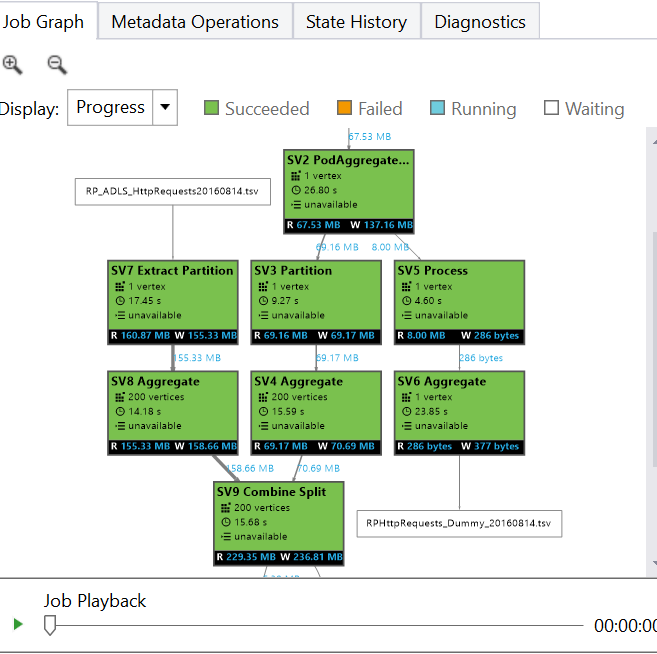 Job Graph
Metadata Operations
State History
Diagnostics
Display: Progress
Succeeded
Failed
Running
Waiting
67.53 MB
SV2 PodAggregate...
1 vertex
26.80 s
unavailable
R 67.53 MB W 137.16 MB
RP_ADLS_HttpRequests20160814.tsv
69.16 MB
8.00 MB
SV7 Extract Partition
1 vertex
17.45 s
unavailable
R 160.87 MB W 155.33 MB
SV3 Partition
1 vertex
9.27 s
unavailable
R 69.16 MB W 69.17 MB
SV5 Process
1 vertex
4.60 s
unavailable
R 8.00 MB W 286 bytes
155.33 MB
69.17 MB
286 bytes
SV8 Aggregate
200 vertices
14.18 s
unavailable
R 155.33 MB W 158.66 MB
SV4 Aggregate
200 vertices
15.59 s
unavailable
R 69.17 MB W 70.69 MB
SV6 Aggregate
1 vertex
23.85 s
unavailable
R 286 bytes W 377 bytes
158.66 MB
70.69 MB
SV9 Combine Split
200 vertices
15.68 s
unavailable
R 229.35 MB W 236.81 MB
RPHttpRequests_Dummy_20160814.tsv
Job Playback
00:00:00